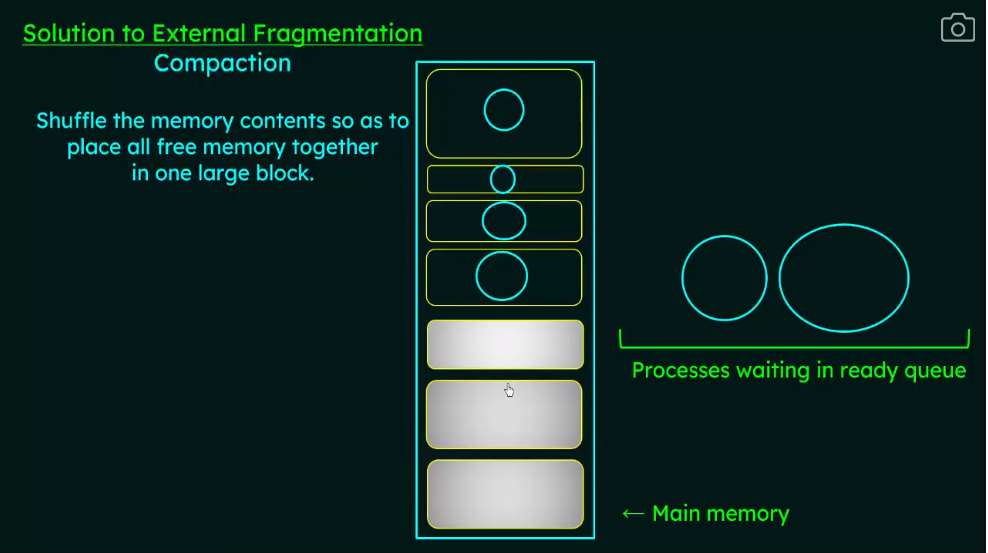 Solution to External Fragmentation
Compaction
Shuffle the memory contents so as to
place all free memory together
in one large block.
Processes waiting in ready queue
← Main memory